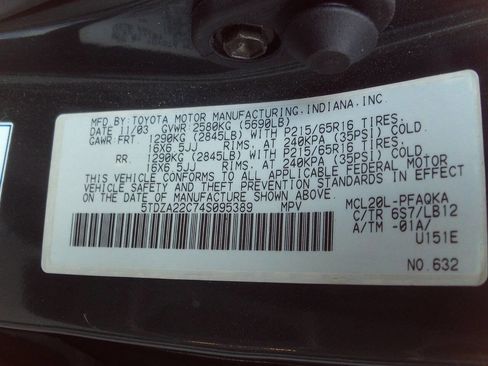 MFD. BY: TOYOTA MOTOR MANUFACTURING, INDIANA, INC.
DATE 11/03 GVWR 2580KG (5690LB)
GAWR: FRT. 1290KG (2845LB) WITH P215/65R16 TIRES.
16X6.5JJ RIMS, AT 240KPA (35PSI) COLD.
RR. 1290KG (2845LB) WITH P215/65R16 TIRES.
16X6.5JJ RIMS, AT 240KPA (35PSI) COLD.
THIS VEHICLE CONFORMS TO ALL APPLICABLE FEDERAL MOTOR
VEHICLE SAFETY AND BUMPER STANDARDS IN EFFECT
ON THE DATE OF MANUFACTURE SHOWN ABOVE.
5TDZA22C74S095389 MPV MCL20L-PFAQKA
C/TR 6S7/LB12
A/TM -01A/
U151E
NO.632